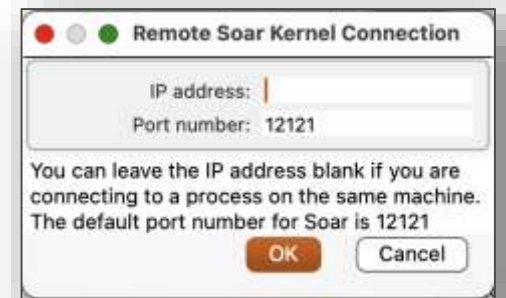 Remote Soar Kernel Connection
IP address:
Port number: 12121
You can leave the IP address blank if you are
connecting to a process on the same machine.
The default port number for Soar is 12121
OK Cancel